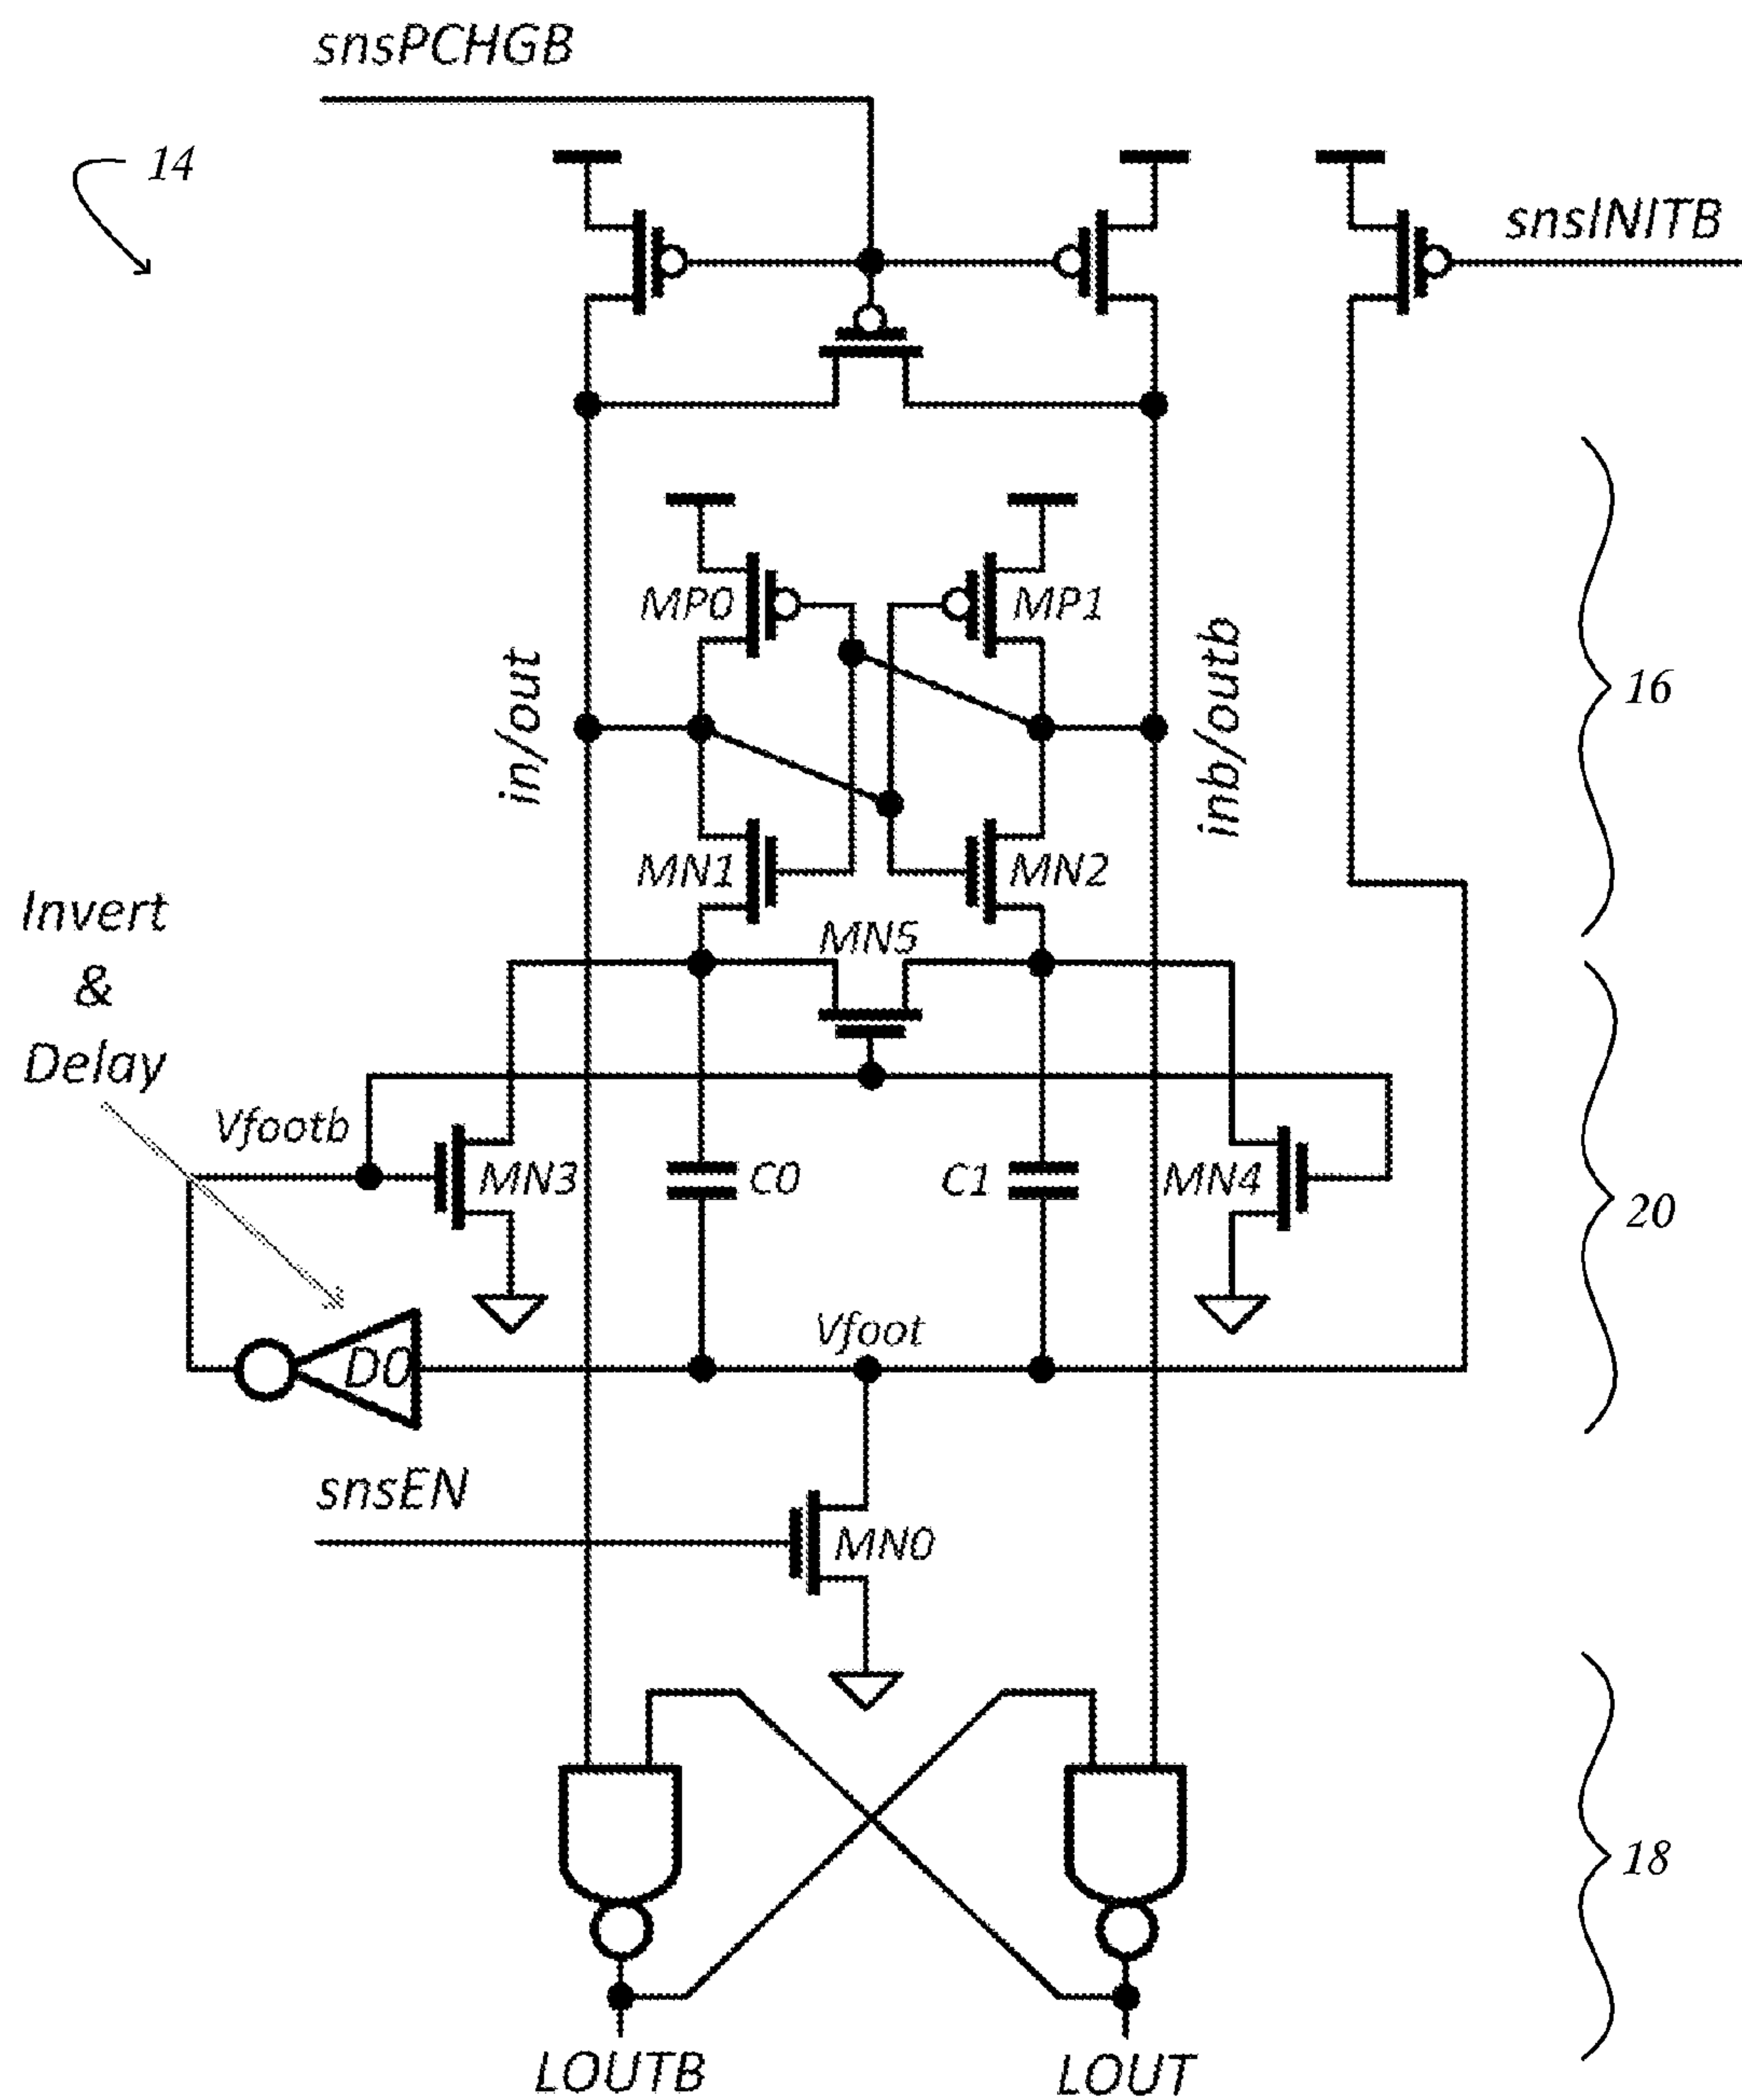 snsPCHGB
14
snsINITB
MP0
MP1
in/out
inb/outb
16
MN1
MN2
MN5
Invert
&
Delay
Vfootb
MN3
C0
C1
MN4
20
Vfoot
D0
snsEN
MN0
18
LOUTB
LOUT